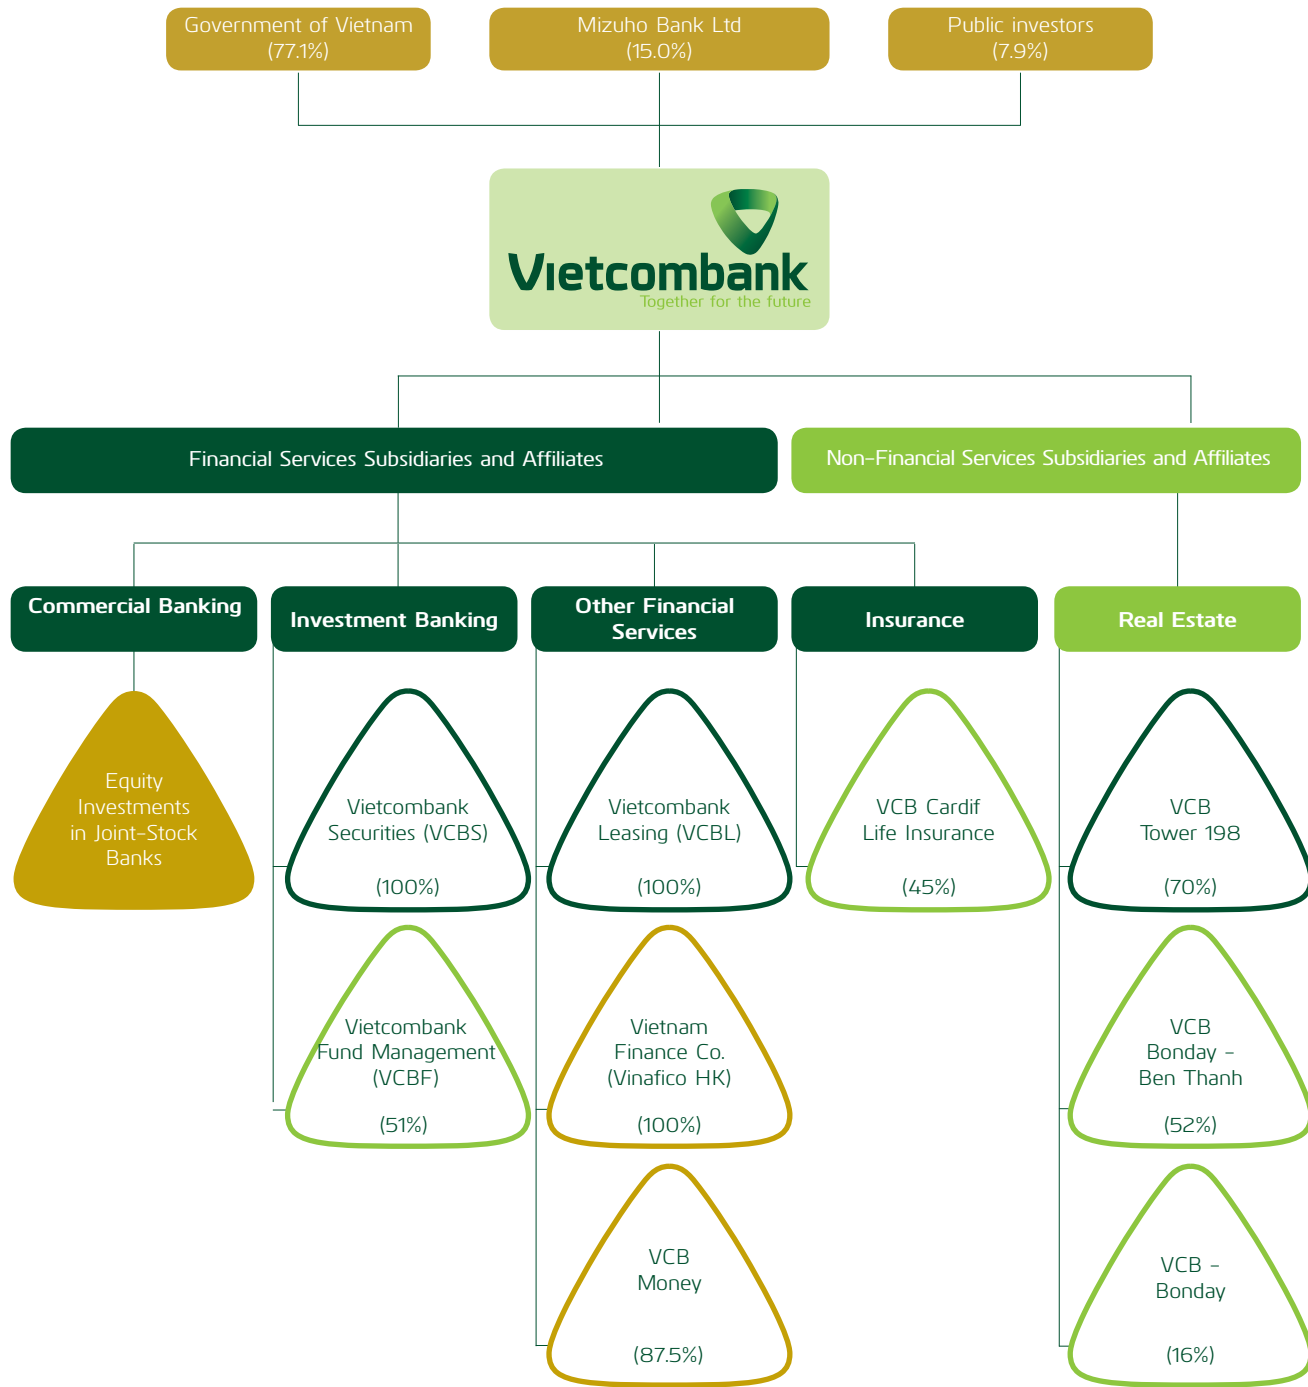 Government of Vietnam
(77.1%)
Mizuho Bank Ltd
(15.0%)
Public investors
(7.9%)
Vietcombank
Together for the future
Financial Services Subsidiaries and Affiliates
Non-Financial Services Subsidiaries and Affiliates
Commercial Banking
Investment Banking
Other Financial
Services
Insurance
Real Estate
Equity
Investments
in Joint-Stock
Banks
Vietcombank
Securities (VCBS)
(100%)
Vietcombank
Leasing (VCBL)
(100%)
VCB Cardif
Life Insurance
(45%)
VCB
Tower 198
(70%)
Vietcombank
Fund Management
(VCBF)
(51%)
Vietnam
Finance Co.
(Vinafico HK)
(100%)
VCB
Bonday -
Ben Thanh
(52%)
VCB
Money
(87.5%)
VCB -
Bonday
(16%)